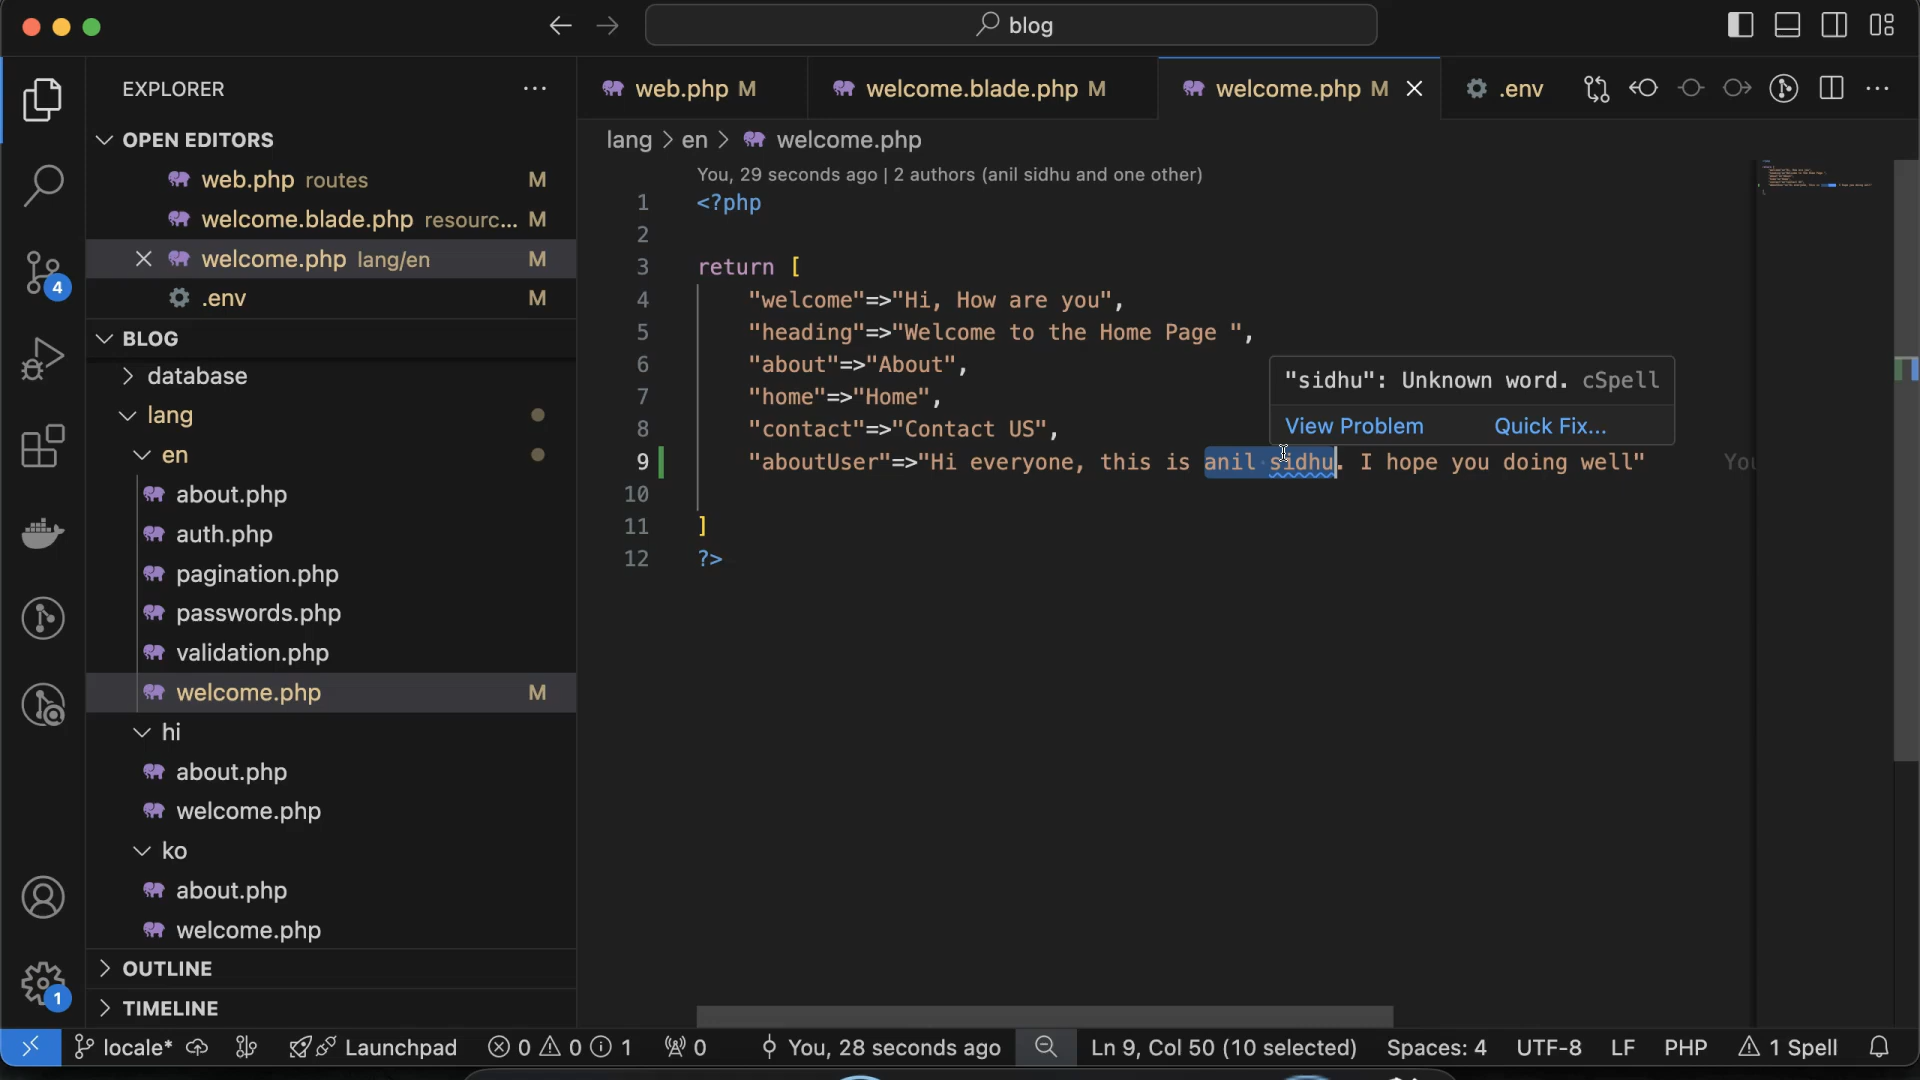 blog
EXPLORER
OPEN EDITORS
web.php routes M
welcome.blade.php resourc... M
welcome.php lang/en M
.env M
BLOG
database
lang
en
about.php
auth.php
pagination.php
passwords.php
validation.php
welcome.php M
hi
about.php
welcome.php
ko
about.php
welcome.php
OUTLINE
TIMELINE
4
1
web.php M
welcome.blade.php M
welcome.php M
.env
lang > en > welcome.php
You, 29 seconds ago | 2 authors (anil sidhu and one other)
1 <?php
2
3 return [
4 "welcome"=>"Hi, How are you",
5 "heading"=>"Welcome to the Home Page ",
6 "about"=>"About",
7 "home"=>"Home",
8 "contact"=>"Contact US",
9 "aboutUser"=>"Hi everyone, this is anil sidhu. I hope you doing well"
10
11 ]
12 ?>
"sidhu": Unknown word. cSpell
View Problem Quick Fix...
locale* Launchpad 0 0 1 0 You, 28 seconds ago Ln 9, Col 50 (10 selected) Spaces: 4 UTF-8 LF PHP 1 Spell